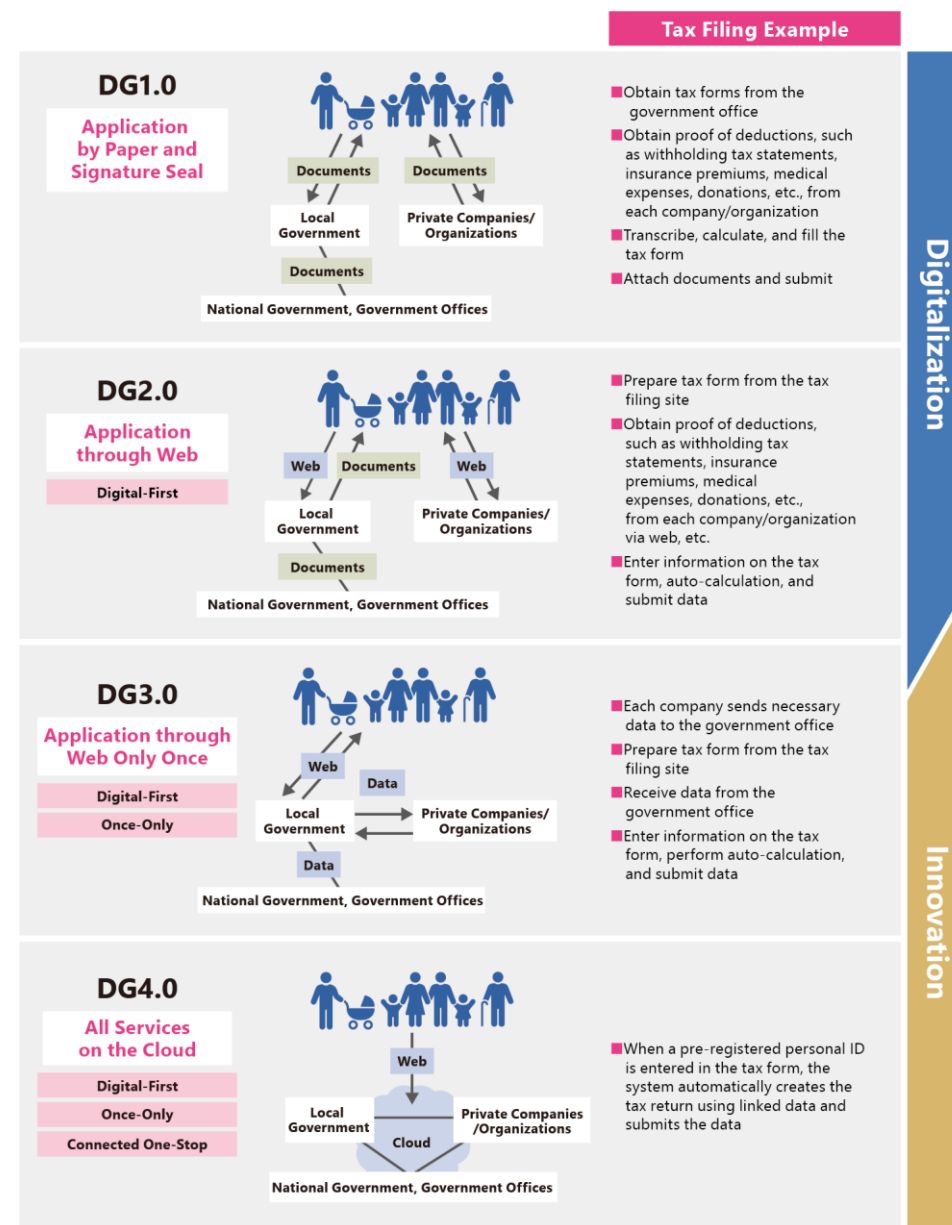 Tax Filing Example
DG1.0
Application
by Paper and
Signature Seal
Documents
Documents
Local
Government
Private Companies/
Organizations
Documents
National Government, Government Offices
■Obtain tax forms from the
government office
■Obtain proof of deductions, such
as withholding tax statements,
insurance premiums, medical
expenses, donations, etc., from
each company/organization
■Transcribe, calculate, and fill the
tax form
■Attach documents and submit
Digitalization
DG2.0
Application
through Web
Digital-First
Web
Documents
Web
Local
Government
Private Companies/
Organizations
Documents
National Government, Government Offices
■Prepare tax form from the tax
filing site
■Obtain proof of deductions,
such as withholding tax
statements, insurance
premiums, medical
expenses, donations, etc.,
from each company/organization
via web, etc.
■Enter information on the tax
form, auto-calculation, and
submit data
DG3.0
Application through
Web Only Once
Digital-First
Once-Only
Web
Data
Local
Government
Private Companies/
Organizations
Data
National Government, Government Offices
■Each company sends necessary
data to the government office
■Prepare tax form from the tax
filing site
■Receive data from the
government office
■Enter information on the tax
form, perform auto-calculation,
and submit data
Innovation
DG4.0
All Services
on the Cloud
Digital-First
Once-Only
Connected One-Stop
Web
Local
Government
Private Companies
/Organizations
Cloud
National Government, Government Offices
■When a pre-registered personal ID
is entered in the tax form, the
system automatically creates the
tax return using linked data and
submits the data